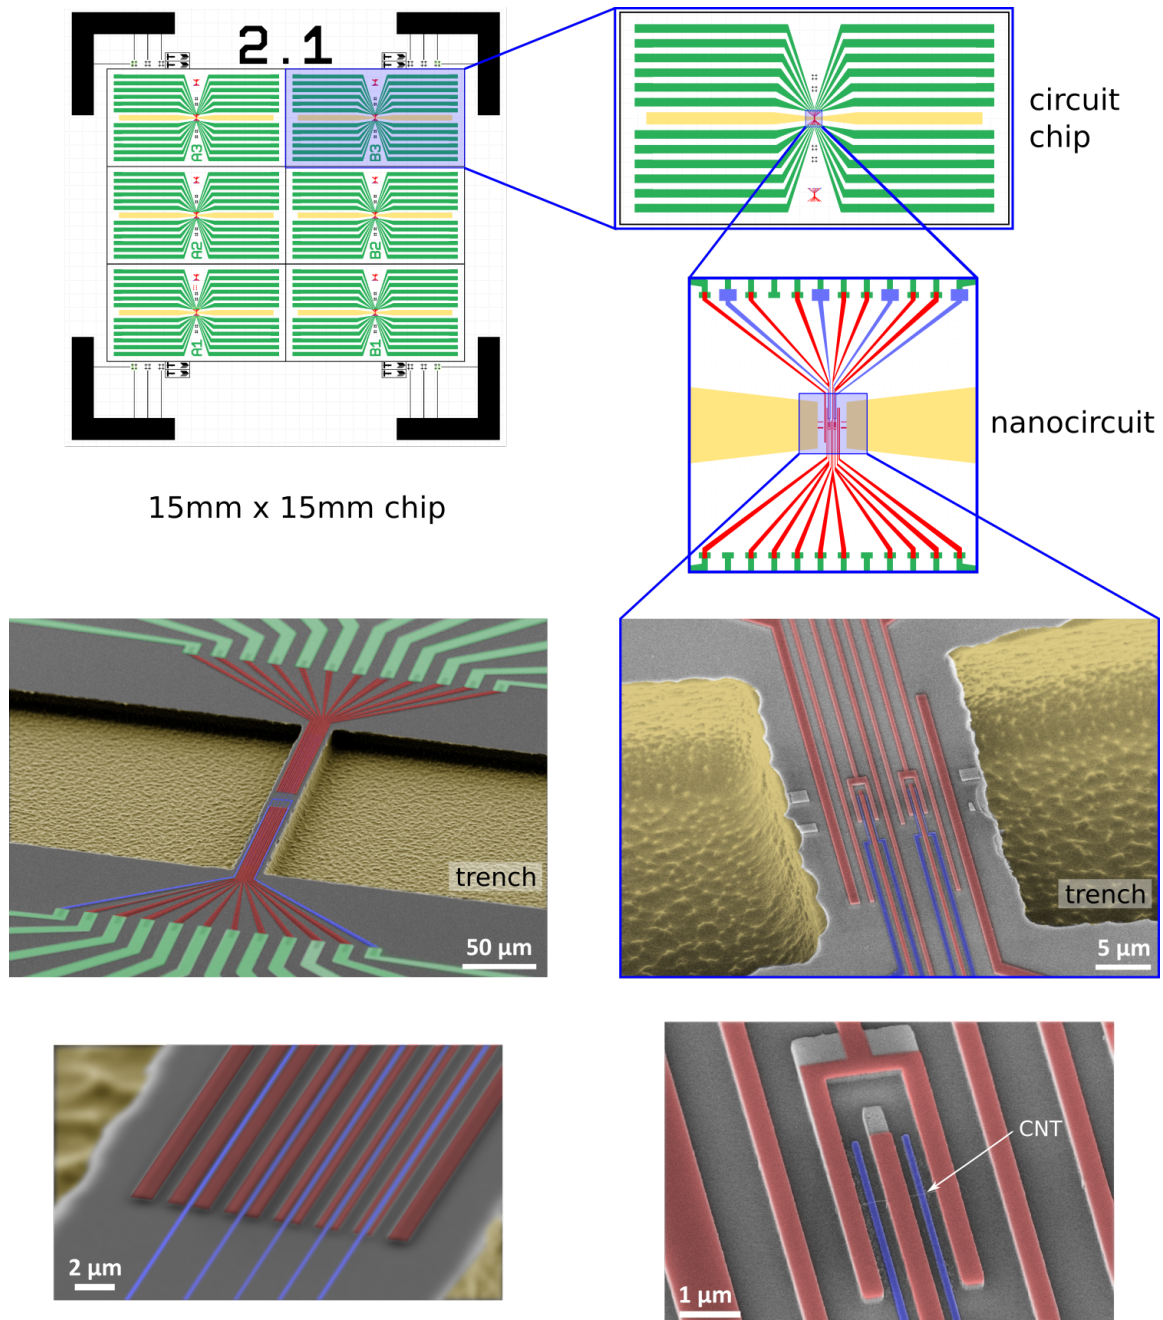 2.1
A3
B3
A2
B2
A1
B1
15mm x 15mm chip
circuit
chip
nanocircuit
trench
50 µm
trench
5 µm
2 µm
CNT
1 µm